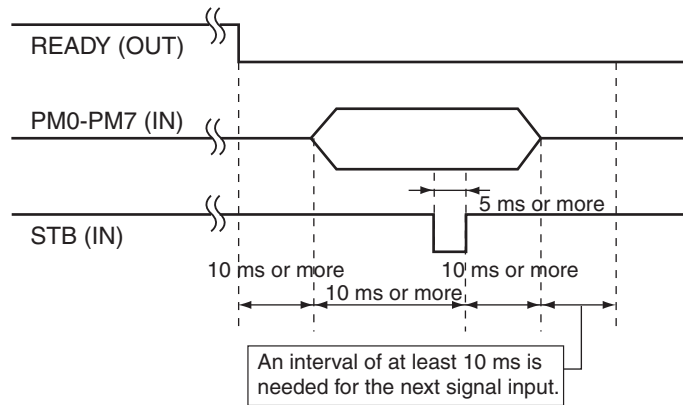 READY (OUT)
PM0-PM7 (IN)
5 ms or more
STB (IN)
10 ms or more
10 ms or more
10 ms or more
An interval of at least 10 ms is
needed for the next signal input.